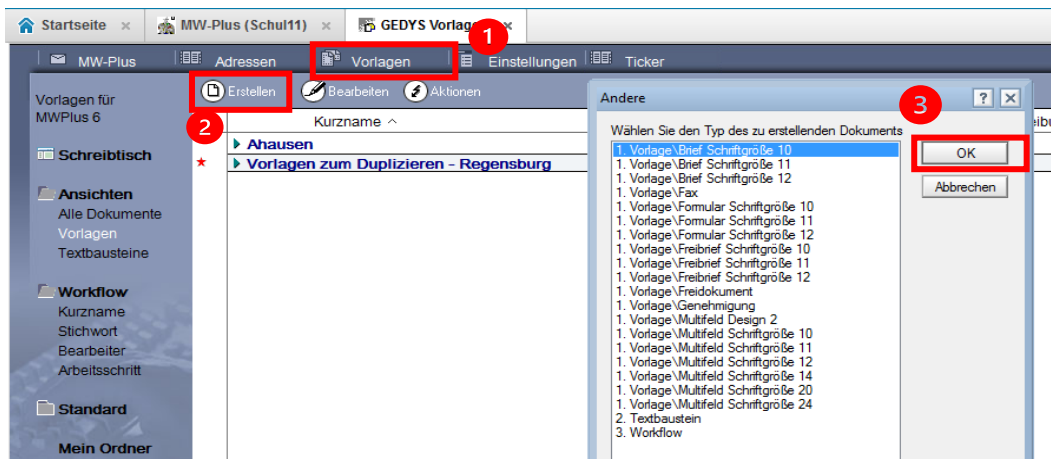 Startseite × MW-Plus (Schul11) × GEDYS Vorlage ×
1
MW-Plus Adressen Vorlagen Einstellungen Ticker
Erstellen Bearbeiten Aktionen
2
Vorlagen für
MWPlus 6
Schreibtisch
Ansichten
Alle Dokumente
Vorlagen
Textbausteine
Workflow
Kurzname
Stichwort
Bearbeiter
Arbeitsschritt
Standard
Mein Ordner
Kurzname ^
Ahausen
Vorlagen zum Duplizieren - Regensburg
Andere
3
? X
Wählen Sie den Typ des zu erstellenden Dokuments
1. Vorlage\Brief Schriftgröße 10
1. Vorlage\Brief Schriftgröße 11
1. Vorlage\Brief Schriftgröße 12
1. Vorlage\Fax
1. Vorlage\Formular Schriftgröße 10
1. Vorlage\Formular Schriftgröße 11
1. Vorlage\Formular Schriftgröße 12
1. Vorlage\Freibrief Schriftgröße 10
1. Vorlage\Freibrief Schriftgröße 11
1. Vorlage\Freibrief Schriftgröße 12
1. Vorlage\Freidokument
1. Vorlage\Genehmigung
1. Vorlage\Multifeld Design 2
1. Vorlage\Multifeld Schriftgröße 10
1. Vorlage\Multifeld Schriftgröße 11
1. Vorlage\Multifeld Schriftgröße 12
1. Vorlage\Multifeld Schriftgröße 14
1. Vorlage\Multifeld Schriftgröße 20
1. Vorlage\Multifeld Schriftgröße 24
2. Textbaustein
3. Workflow
OK
Abbrechen